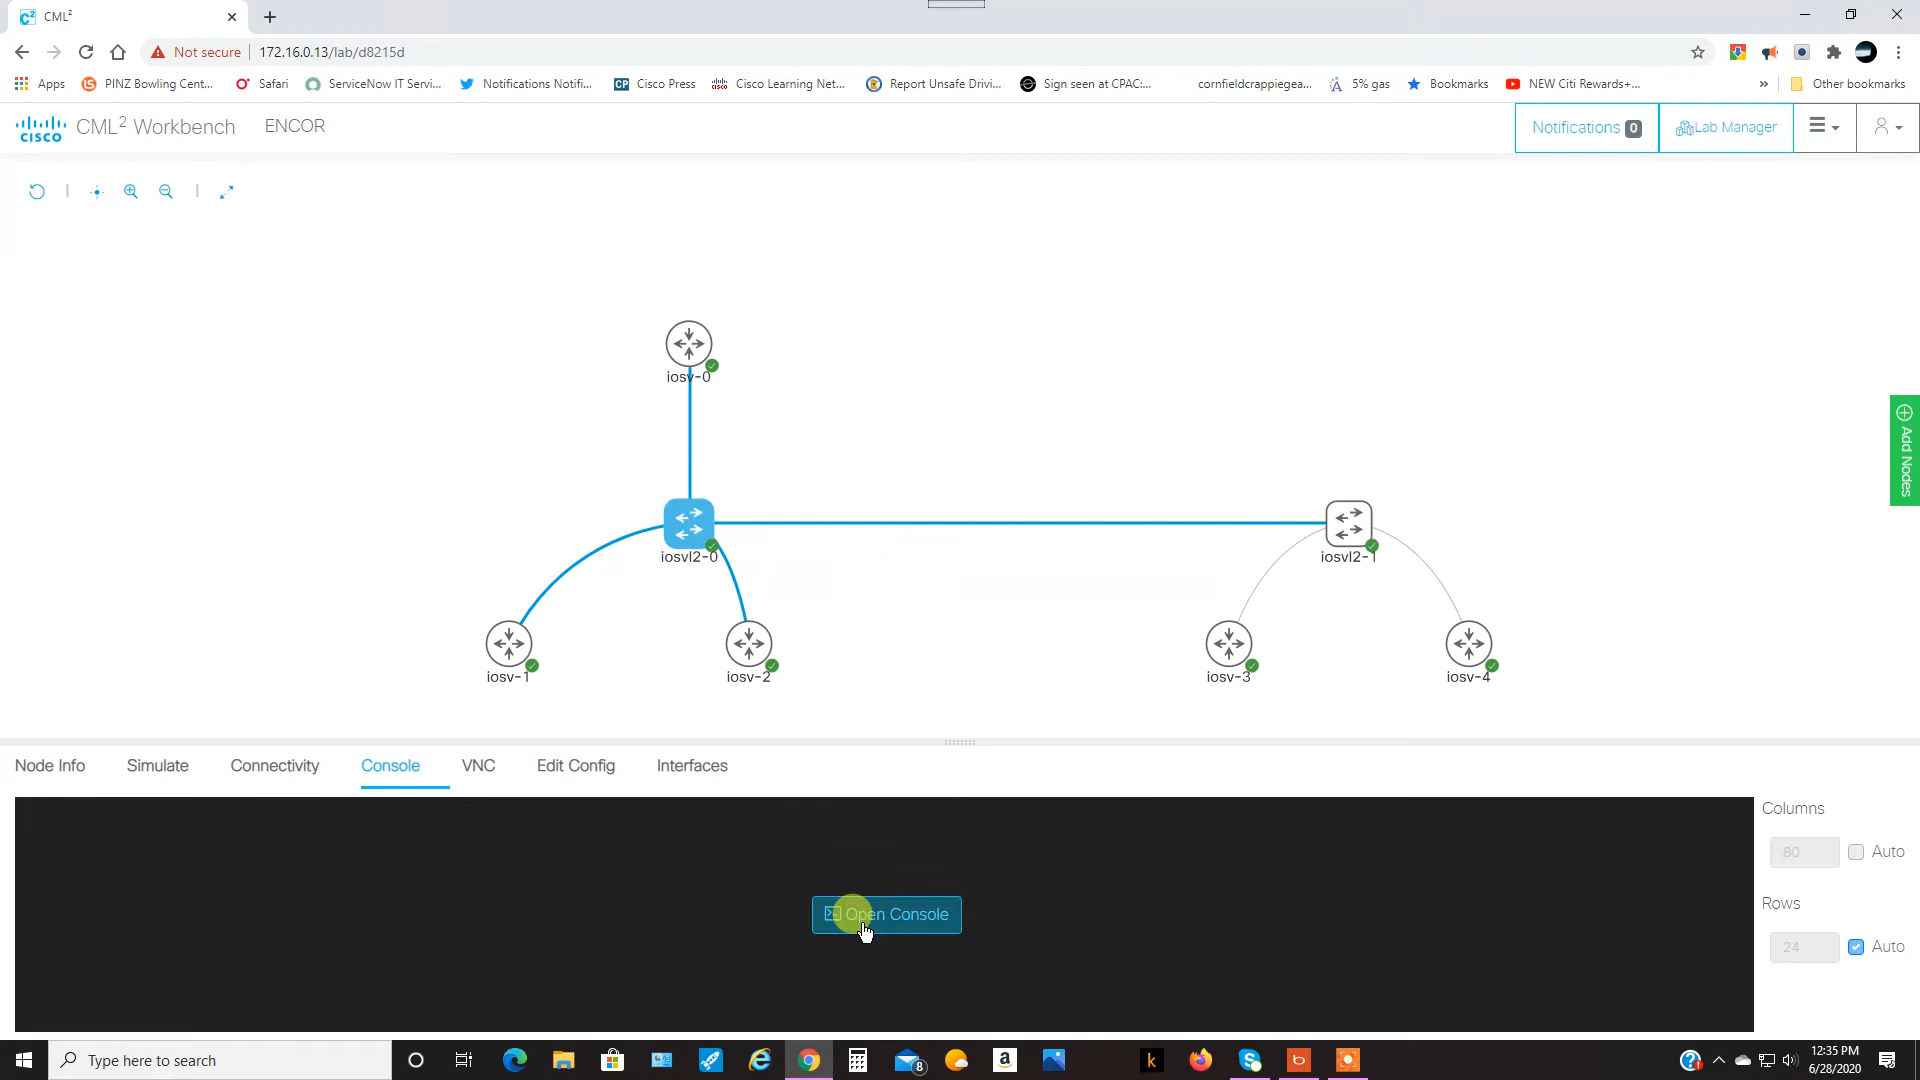 CML²
Not secure
172.16.0.13/lab/d8215d
Apps
PINZ Bowling Cent...
Safari
ServiceNow IT Servi...
Notifications Notifi...
CP
Cisco Press
Cisco Learning Net...
Report Unsafe Drivi...
Sign seen at CPAC:...
cornfieldcrappiegea...
5% gas
Bookmarks
NEW Citi Rewards+...
»
Other bookmarks
CISCO
CML² Workbench
ENCOR
Notifications 0
Lab Manager
iosv-0
Add Nodes
iosvl2-0
iosvl2-1
iosv-1
iosv-2
iosv-3
iosv-4
Node Info
Simulate
Connectivity
Console
VNC
Edit Config
Interfaces
Columns
80
Auto
Open Console
Rows
24
Auto
Type here to search
8
12:35 PM
6/28/2020